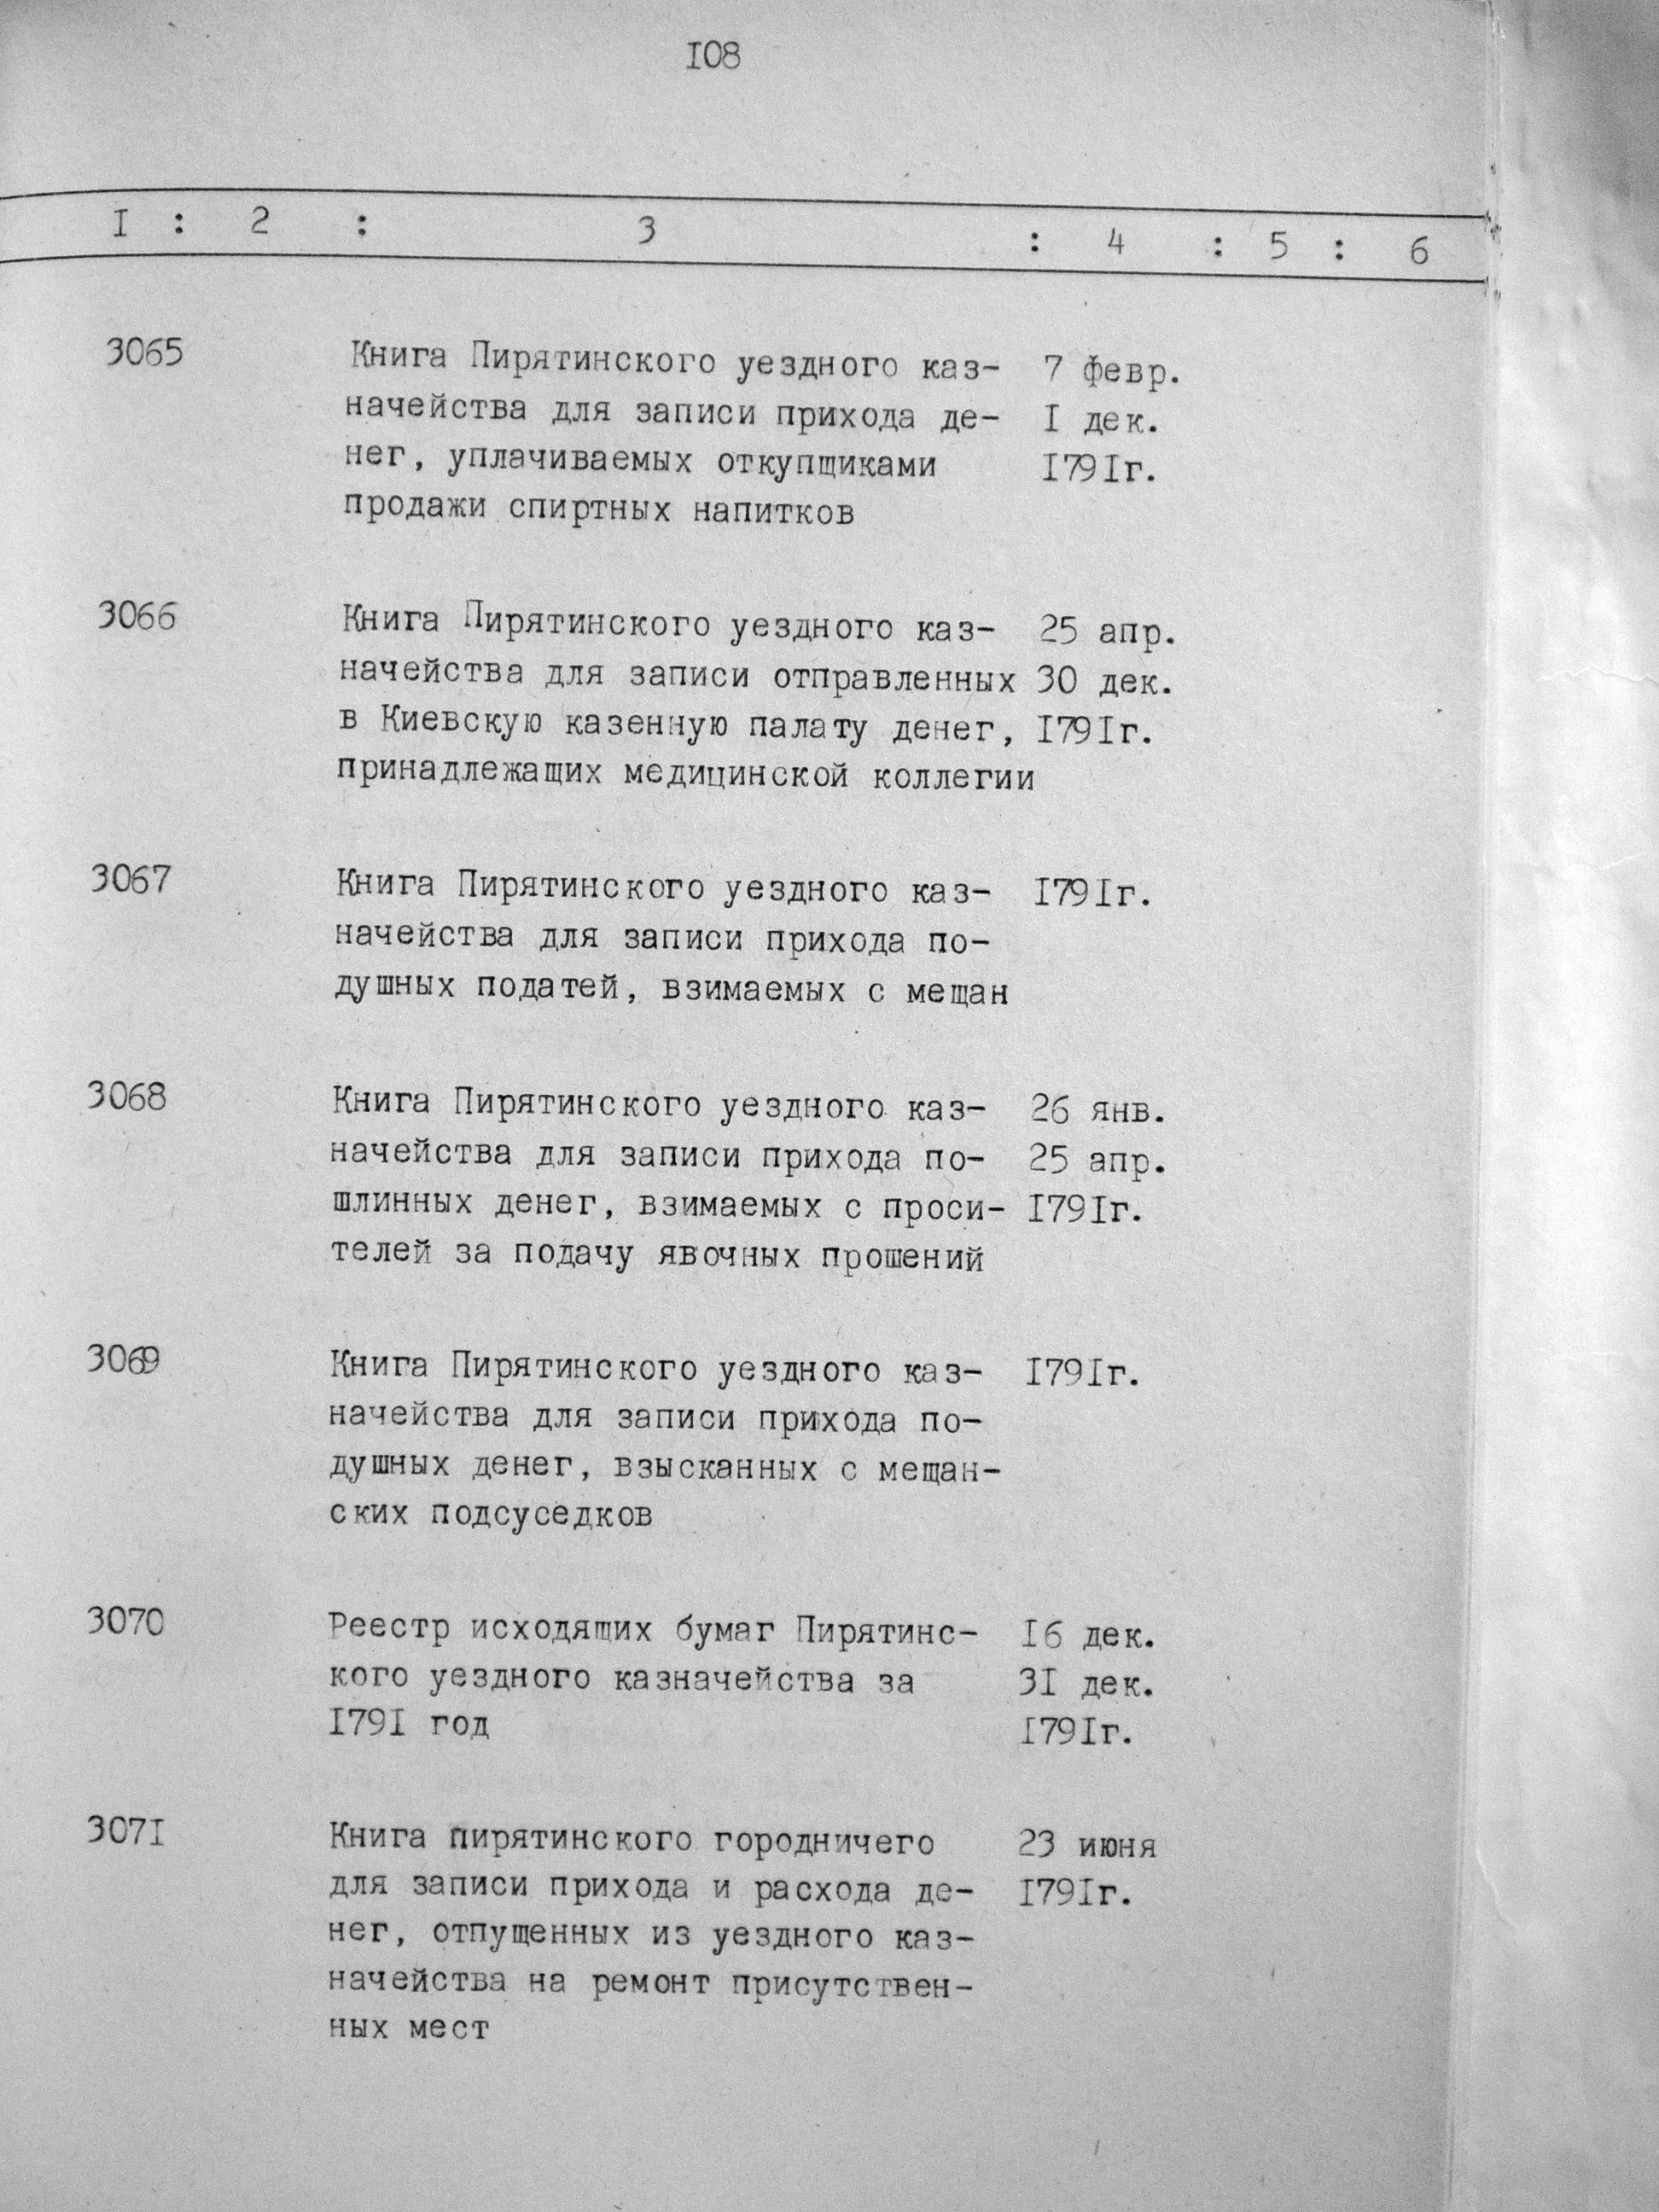 I08
I : 2 : 3 : 4 : 5 : 6
3065 Книга Пирятинского уездного каз- 7 февр.
начейства для записи прихода де- I дек.
нег, уплачиваемых откупщиками I79Iг.
продажи спиртных напитков
3066 Книга Пирятинского уездного каз- 25 апр.
начейства для записи отправленных 30 дек.
в Киевскую казенную палату денег, I79Iг.
принадлежащих медицинской коллегии
3067 Книга Пирятинского уездного каз- I79Iг.
начейства для записи прихода по-
душных податей, взимаемых с мещан
3068 Книга Пирятинского уездного каз- 26 янв.
начейства для записи прихода по- 25 апр.
шлинных денег, взимаемых с проси- I79Iг.
телей за подачу явочных прошений
3069 Книга Пирятинского уездного каз- I79Iг.
начейства для записи прихода по-
душных денег, взысканных с мещан-
ских подсуседков
3070 Реестр исходящих бумаг Пирятинс- I6 дек.
кого уездного казначейства за 3I дек.
I79I год I79Iг.
307I Книга пирятинского городничего 23 июня
для записи прихода и расхода де- I79Iг.
нег, отпущенных из уездного каз-
начейства на ремонт присутствен-
ных мест